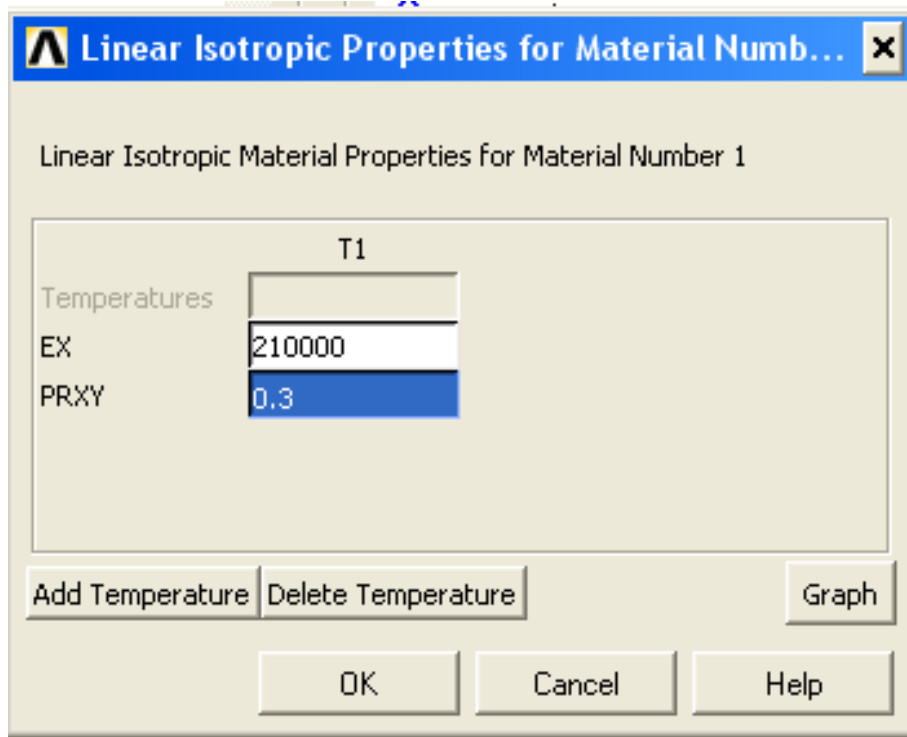 Linear Isotropic Properties for Material Numb...
Linear Isotropic Material Properties for Material Number 1
T1
Temperatures
EX 210000
PRXY 0.3
Add Temperature Delete Temperature Graph
OK Cancel Help